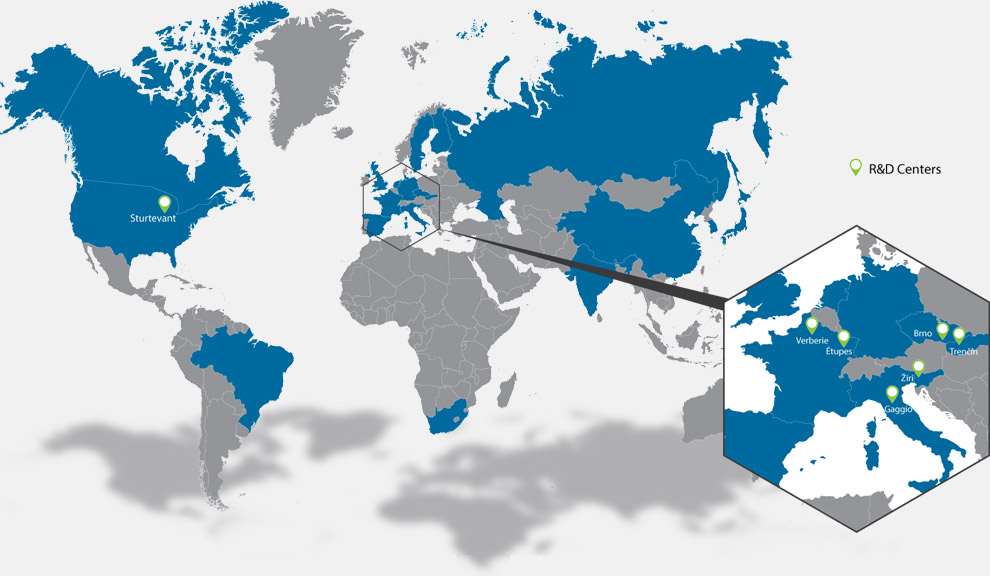 R&D Centers
Sturtevant
Verberie
Étupes
Brno
Trenčín
Žiri
Gaggio